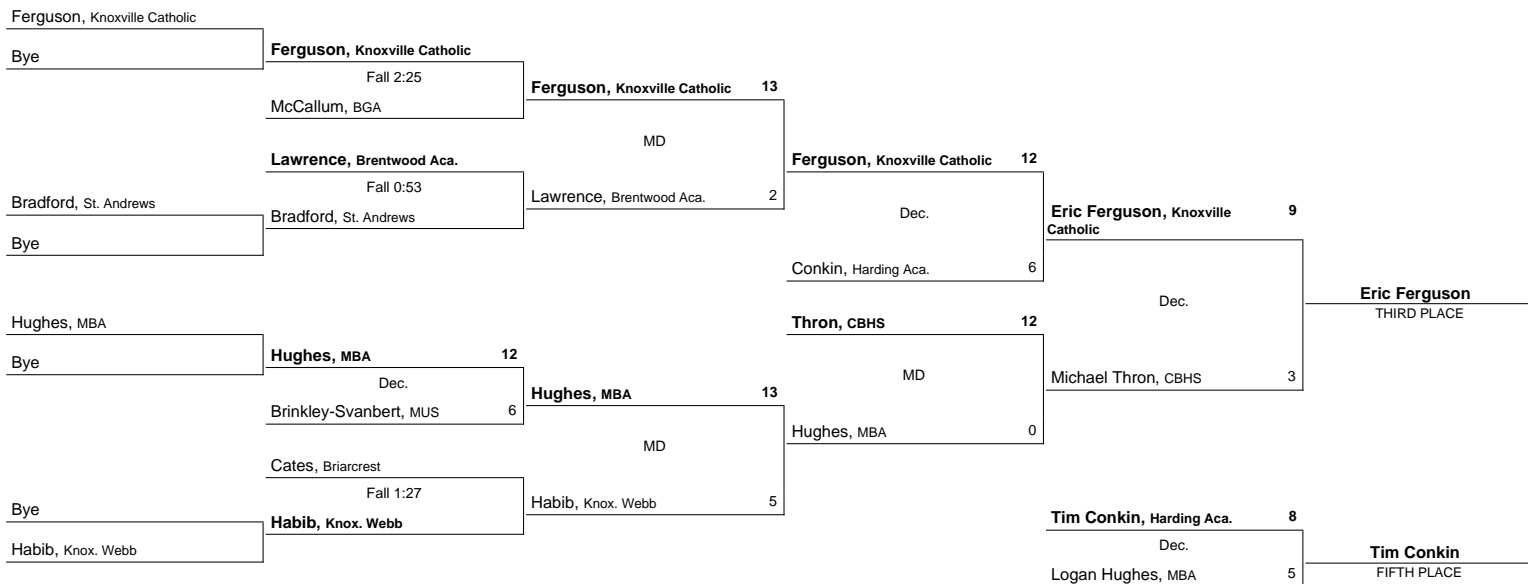 Ferguson, Knoxville Catholic
Bye
Ferguson, Knoxville Catholic
Fall 2:25
McCallum, BGA
Ferguson, Knoxville Catholic 13
MD
Lawrence, Brentwood Aca. 2
Lawrence, Brentwood Aca.
Fall 0:53
Bradford, St. Andrews
Bradford, St. Andrews
Bye
Ferguson, Knoxville Catholic 12
Dec.
Conkin, Harding Aca. 6
Eric Ferguson, Knoxville 9
Catholic
Dec.
Michael Thron, CBHS 3
Eric Ferguson
THIRD PLACE
Hughes, MBA
Bye
Hughes, MBA 12
Dec.
Brinkley-Svanbert, MUS 6
Hughes, MBA 13
MD
Habib, Knox. Webb 5
Thron, CBHS 12
MD
Hughes, MBA 0
Cates, Briarcrest
Fall 1:27
Habib, Knox. Webb
Bye
Habib, Knox. Webb
Tim Conkin, Harding Aca. 8
Dec.
Logan Hughes, MBA 5
Tim Conkin
FIFTH PLACE